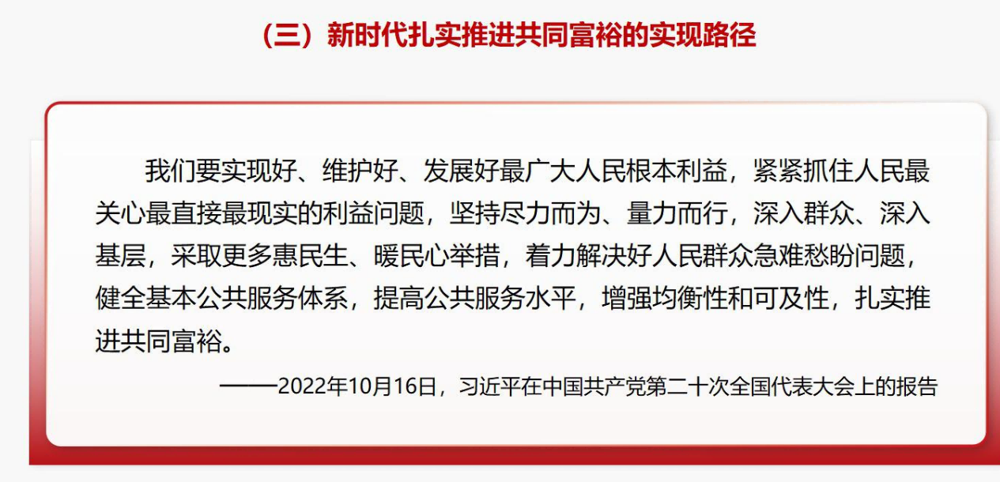 （三）新时代扎实推进共同富裕的实现路径
我们要实现好、维护好、发展好最广大人民根本利益，紧紧抓住人民最
关心最直接最现实的利益问题，坚持尽力而为、量力而行，深入群众、深入
基层，采取更多惠民生、暖民心举措，着力解决好人民群众急难愁盼问题，
健全基本公共服务体系，提高公共服务水平，增强均衡性和可及性，扎实推
进共同富裕。
———2022年10月16日，习近平在中国共产党第二十次全国代表大会上的报告